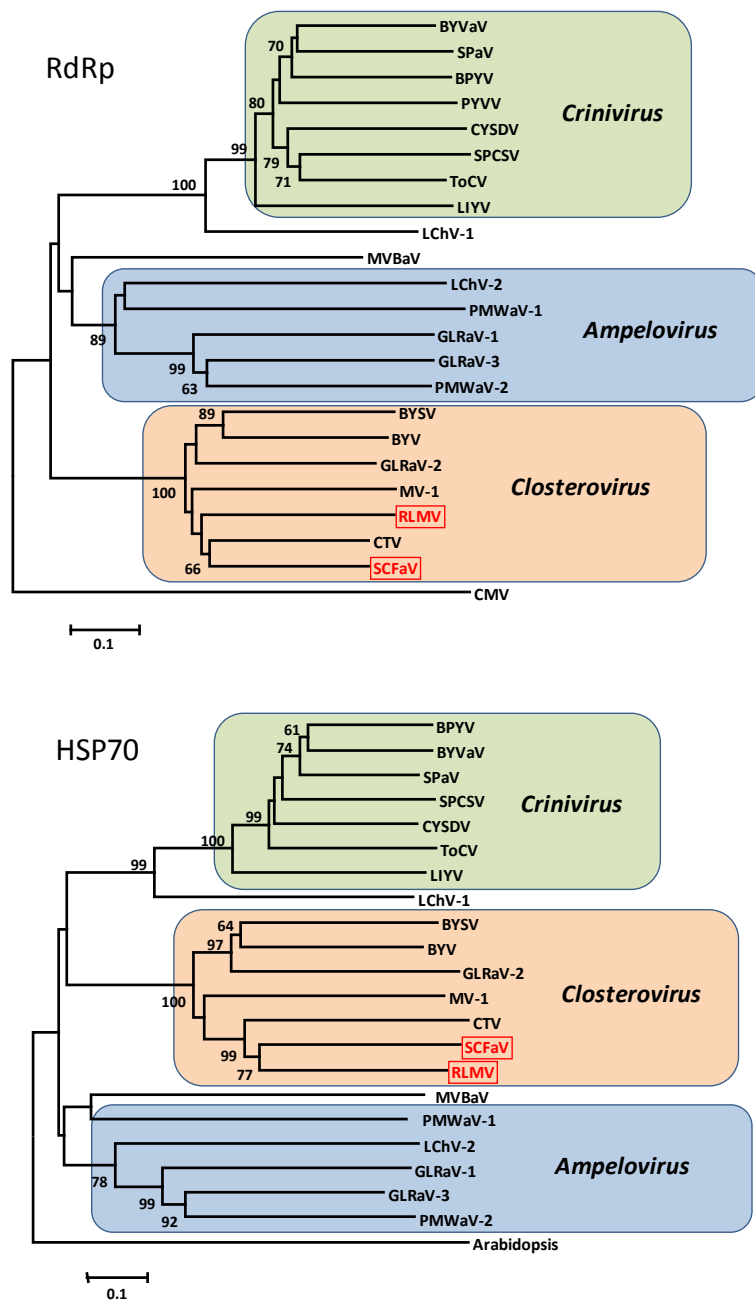 RdRp
BYVaV
70
SPaV
BPYV
80
PYVV
Crinivirus
CYSDV
99
79
SPCSV
71
ToCV
100
LIYV
LChV-1
MVBaV
LChV-2
PMWaV-1
89
GLRaV-1
Ampelovirus
99
GLRaV-3
63
PMWaV-2
89
BYSV
BYV
GLRaV-2
100
Closterovirus
MV-1
RLMV
CTV
66
SCFaV
CMV
0.1
HSP70
61
BPYV
74
BYVaV
SPaV
SPCSV
Crinivirus
99
CYSDV
100
ToCV
99
LIYV
LChV-1
64
BYSV
97
BYV
GLRaV-2
Closterovirus
100
MV-1
CTV
99
SCFaV
77
RLMV
MVBaV
PMWaV-1
LChV-2
78
GLRaV-1
Ampelovirus
99
GLRaV-3
92
PMWaV-2
Arabidopsis
0.1